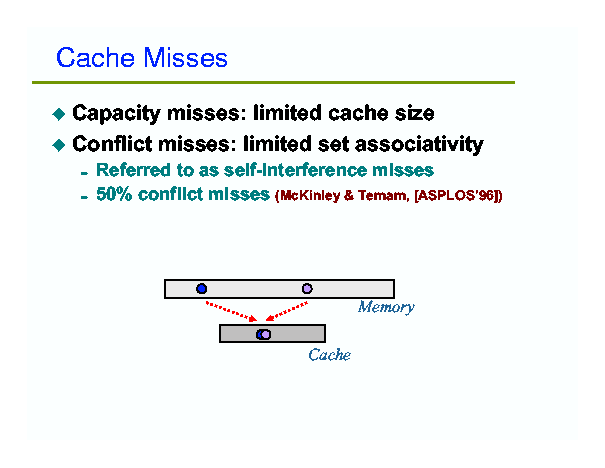 Cache Misses
Capacity misses: limited cache size
Conflict misses: limited set associativity
Referred to as self-interference misses
50% conflict misses (McKinley & Temam, [ASPLOS'96])
Memory
Cache